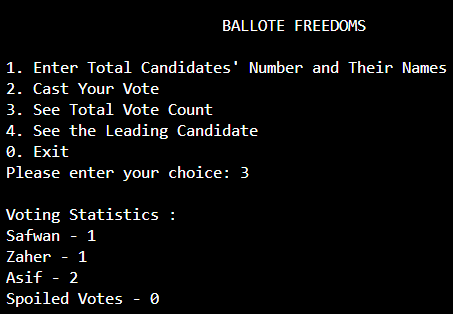 BALLOTE FREEDOMS
1. Enter Total Candidates' Number and Their Names
2. Cast Your Vote
3. See Total Vote Count
4. See the Leading Candidate
0. Exit
Please enter your choice: 3
Voting Statistics :
Safwan - 1
Zaher - 1
Asif - 2
Spoiled Votes - 0